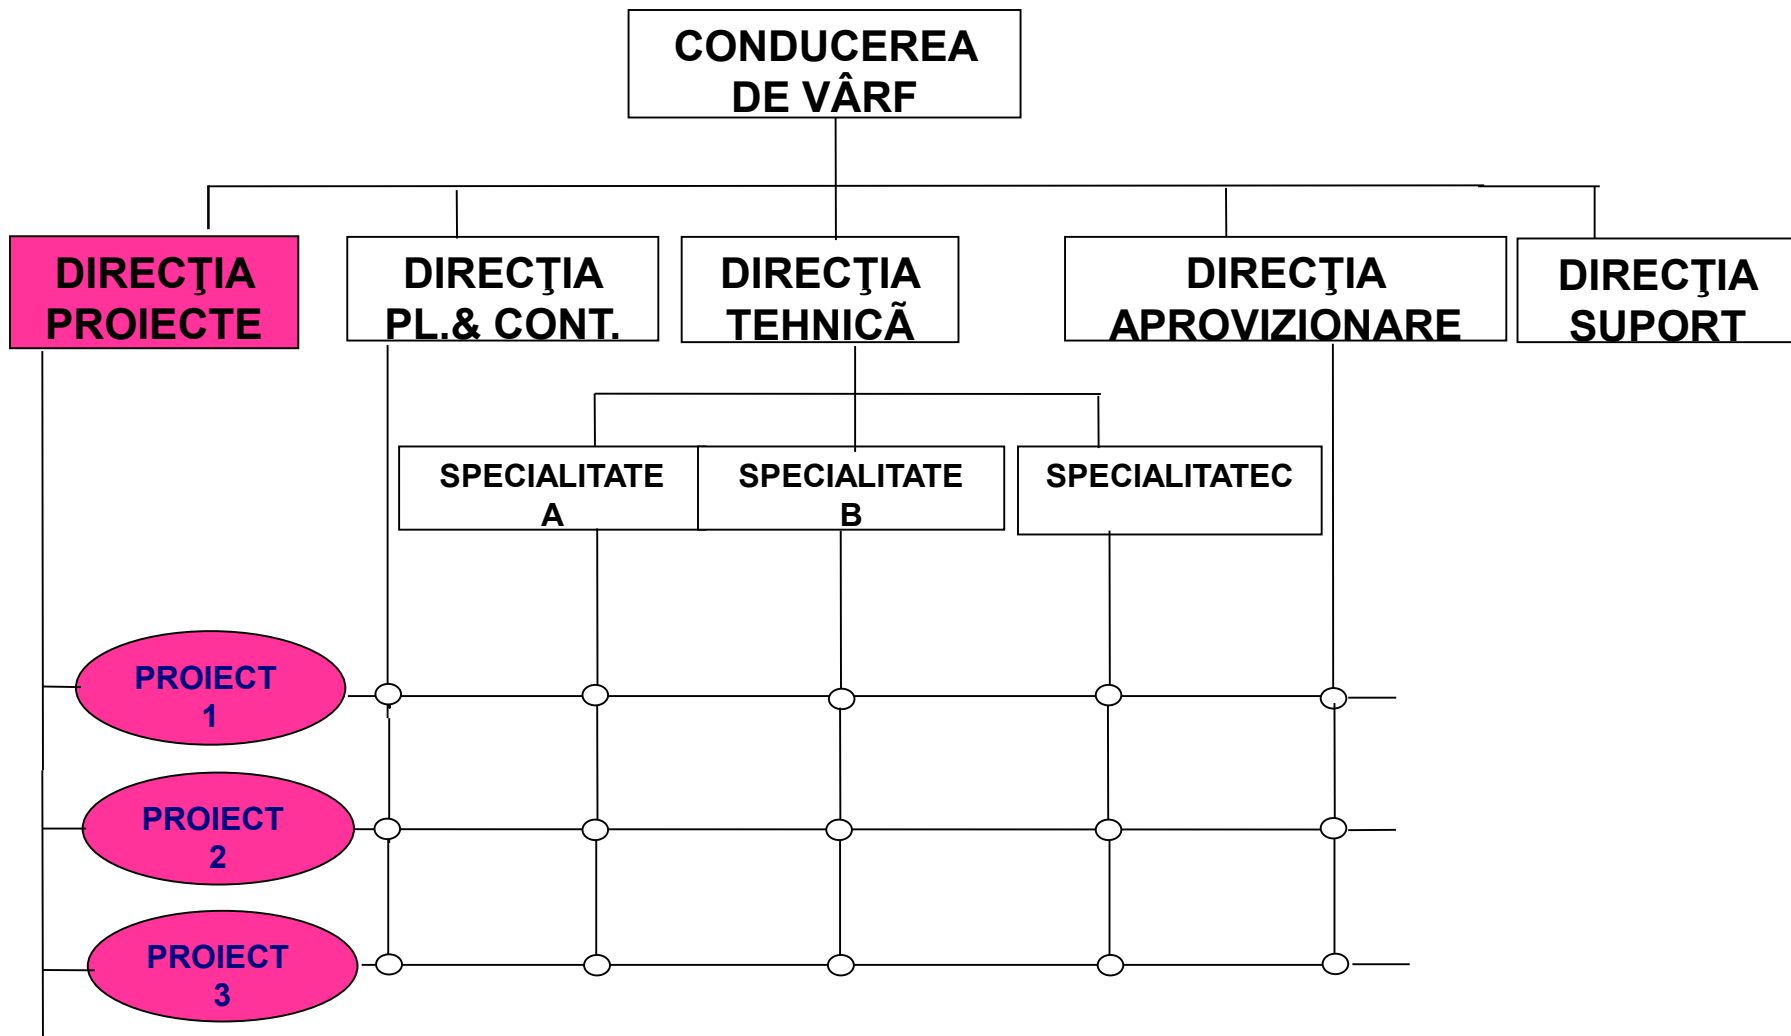 CONDUCEREA
DE VÂRF
DIRECŢIA
PROIECTE
DIRECŢIA
PL.& CONT.
DIRECŢIA
TEHNICÃ
DIRECŢIA
APROVIZIONARE
DIRECŢIA
SUPORT
SPECIALITATE
A
SPECIALITATE
B
SPECIALITATEC
PROIECT
1
PROIECT
2
PROIECT
3